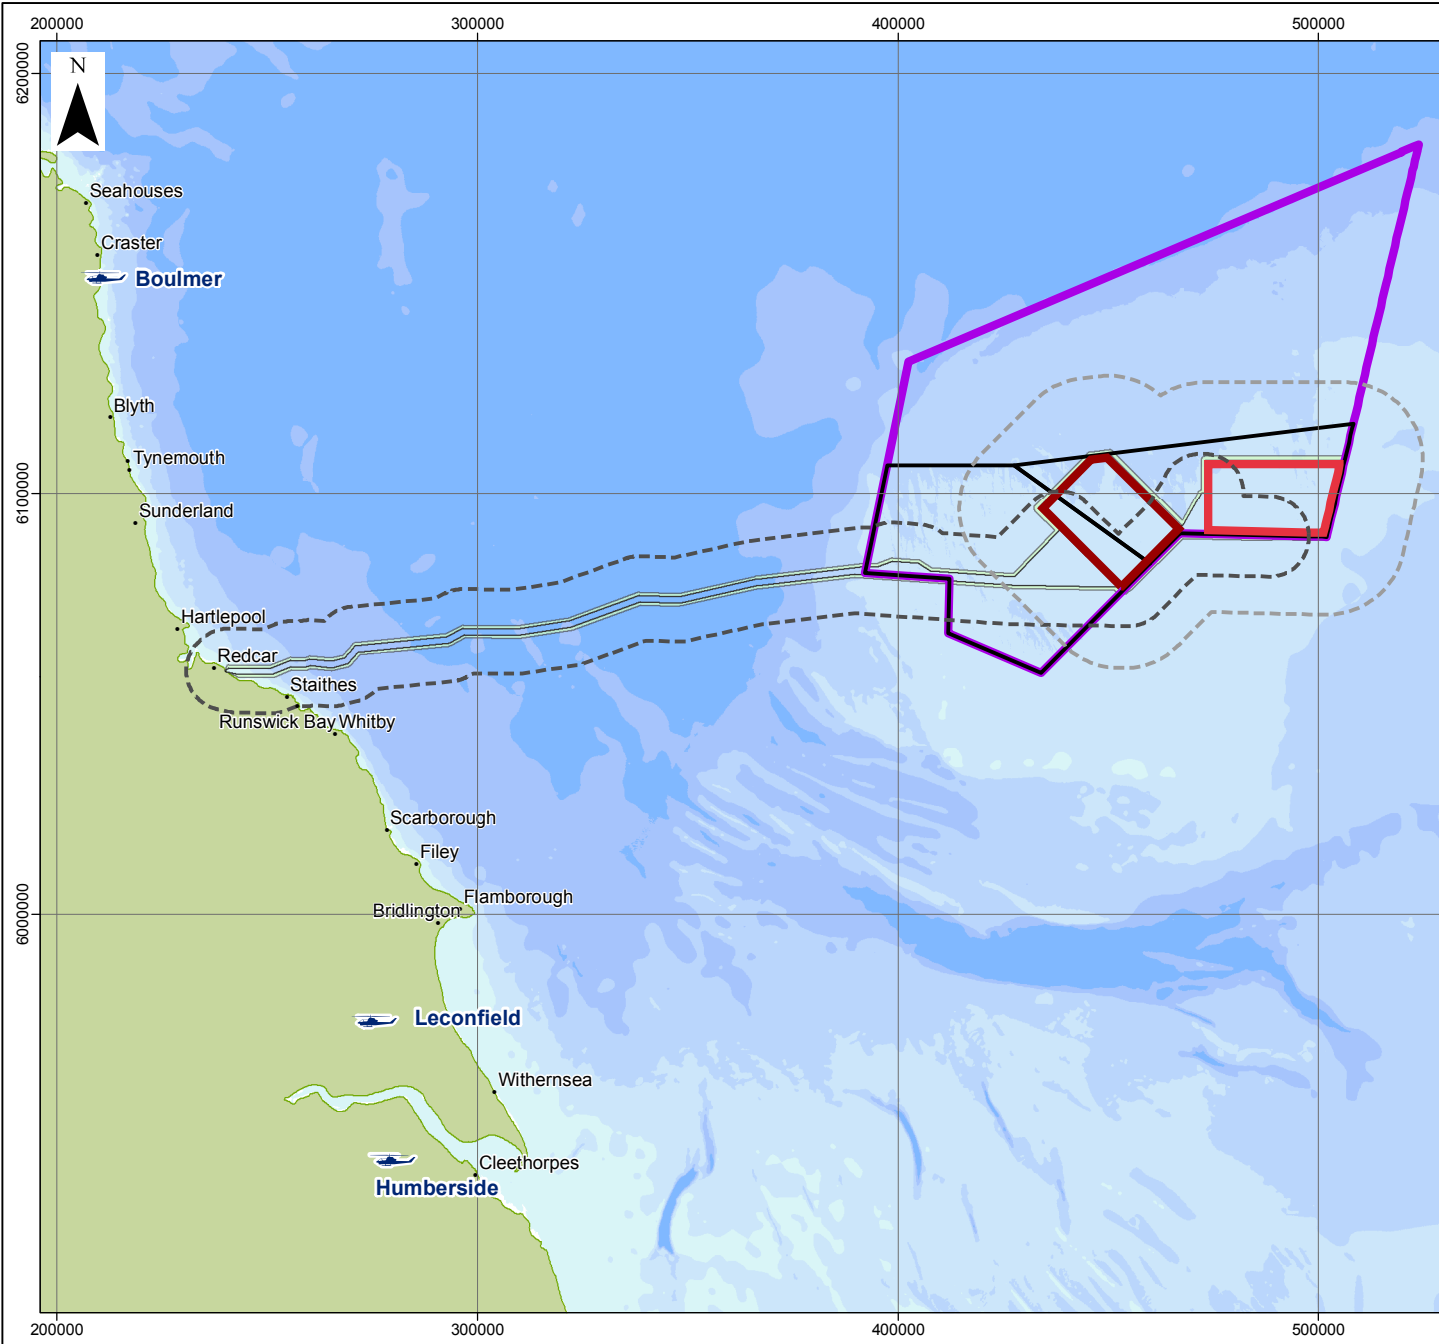 200000 300000 400000 500000
6200000
N
Seahouses
Craster
Boulmer
Blyth
Tynemouth
6100000
Sunderland
Hartlepool
Redcar
Staithes
Runswick Bay Whitby
Scarborough
Filey
Flamborough
Bridlington
6000000
Leconfield
Withernsea
Cleethorpes
Humberside
200000 300000 400000 500000